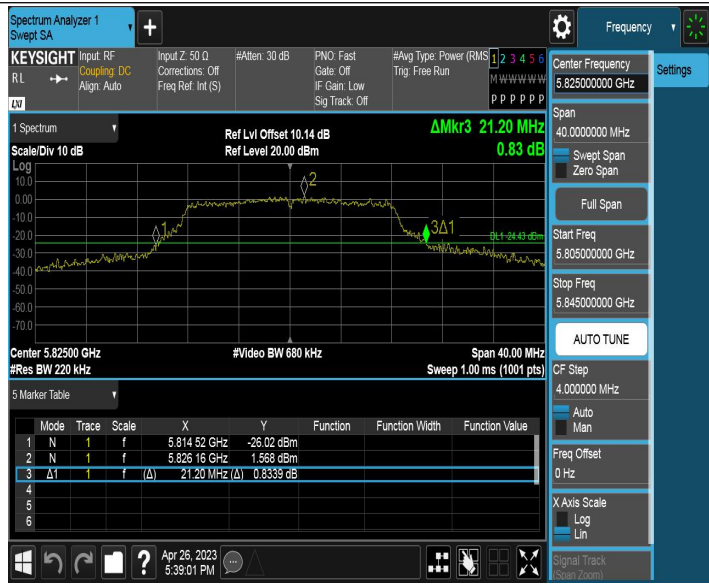 Spectrum Analyzer 1
Swept SA
Frequency
KEYSIGHT
RL
LXI
Input: RF
Coupling: DC
Align: Auto
Input Z: 50 Ω
Corrections: Off
Freq Ref: Int (S)
#Atten: 30 dB
PNO: Fast
Gate: Off
IF Gain: Low
Sig Track: Off
#Avg Type: Power (RMS
Trig: Free Run
1 2 3 4 5 6
M W W W W W
P P P P P P
Center Frequency
5.825000000 GHz
Settings
Span
40.0000000 MHz
Swept Span
Zero Span
Full Span
Start Freq
5.805000000 GHz
Stop Freq
5.845000000 GHz
AUTO TUNE
CF Step
4.000000 MHz
Auto
Man
Freq Offset
0 Hz
X Axis Scale
Log
Lin
Signal Track
(Span Zoom)
1 Spectrum
Scale/Div 10 dB
Ref Lvl Offset 10.14 dB
Ref Level 20.00 dBm
ΔMkr3 21.20 MHz
0.83 dB
Log
10.0
0.00
-10.0
-20.0
-30.0
-40.0
-50.0
-60.0
-70.0
1
2
3Δ1
DL1 -24.43 dBm
Center 5.82500 GHz
#Video BW 680 kHz
Span 40.00 MHz
#Res BW 220 kHz
Sweep 1.00 ms (1001 pts)
5 Marker Table
Mode Trace Scale X Y Function Function Width Function Value
1 N 1 f 5.814 52 GHz -26.02 dBm
2 N 1 f 5.826 16 GHz 1.568 dBm
3 Δ1 1 f (Δ) 21.20 MHz (Δ) 0.8339 dB
4
5
6
Apr 26, 2023
5:39:01 PM